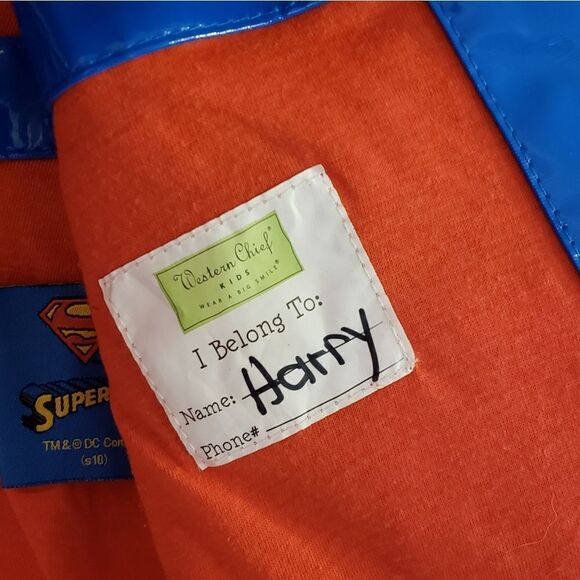 Western Chief®
KIDS
WEAR A BIG SMILE®
I Belong To:
Name: Harry
Phone#
SUPER
TM & © DC Com
(s10)